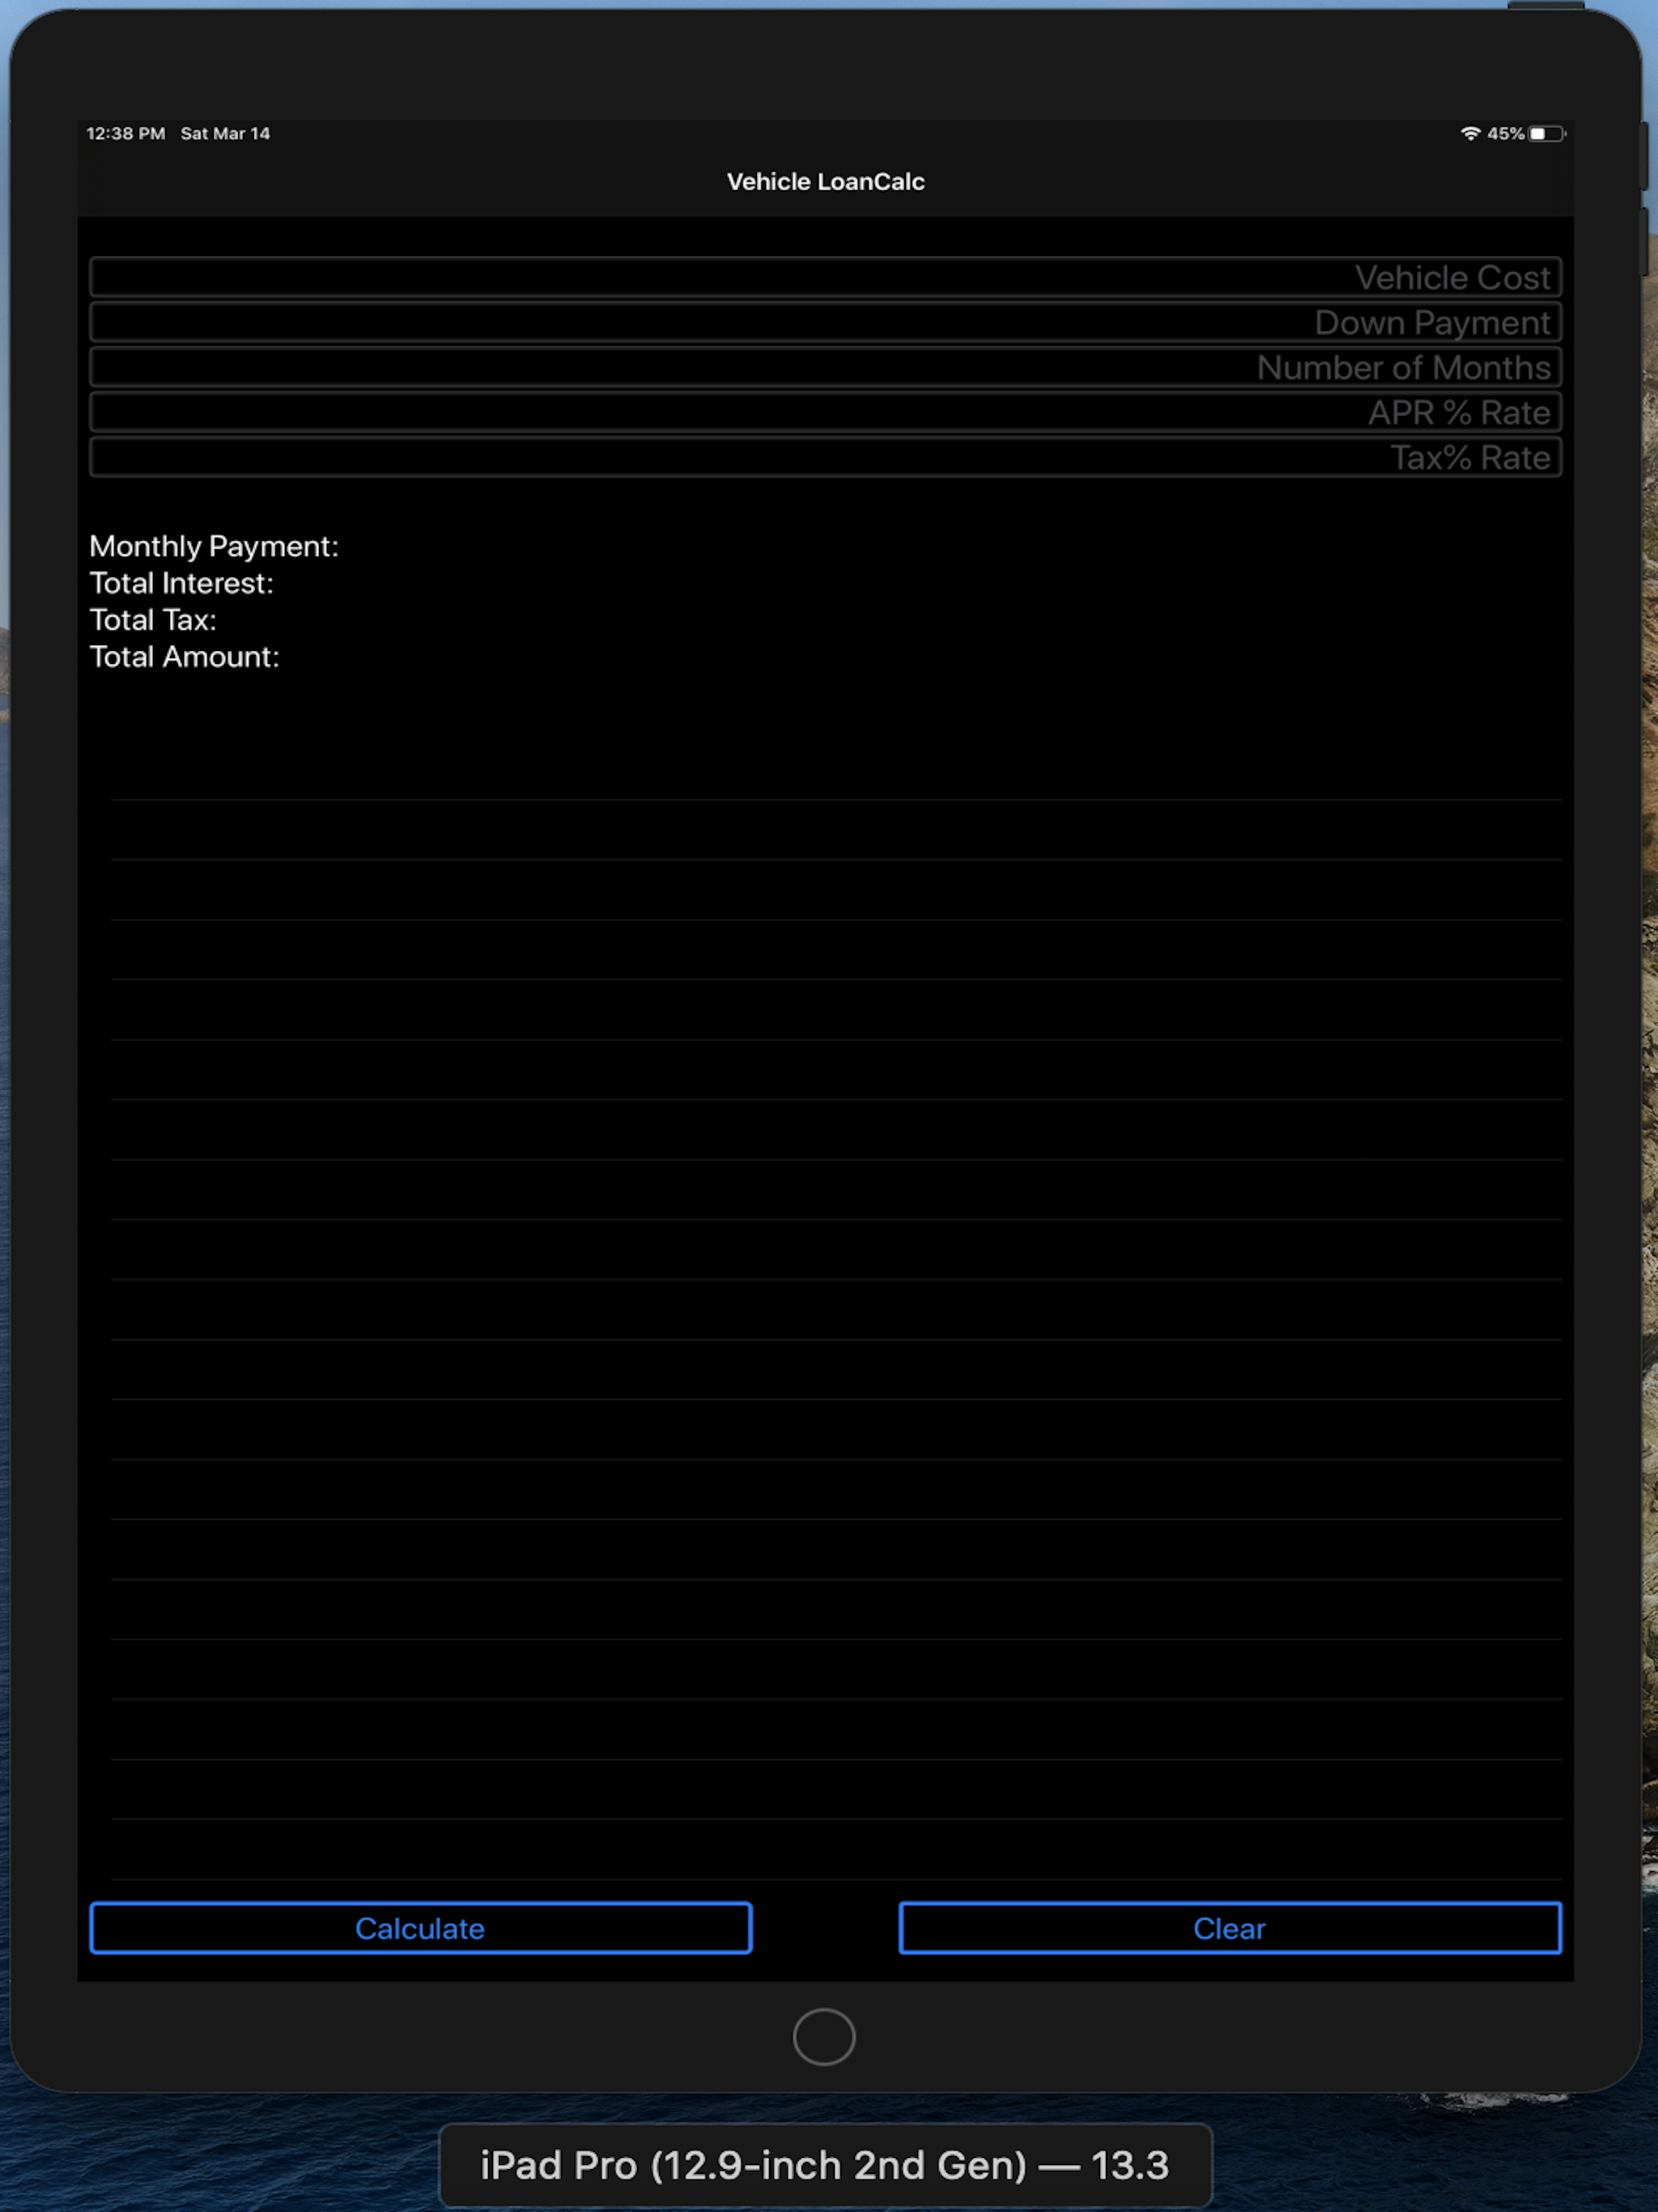 12:38 PM Sat Mar 14 45%
Vehicle LoanCalc
Vehicle Cost
Down Payment
Number of Months
APR % Rate
Tax% Rate
Monthly Payment:
Total Interest:
Total Tax:
Total Amount:
Calculate Clear
iPad Pro (12.9-inch 2nd Gen) — 13.3